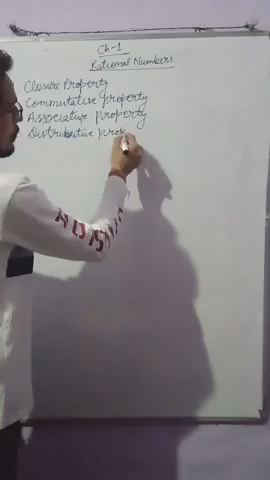 Ch-1
Rational Numbers
Closure Property
Commutative property
Associative Property
Distributive prop